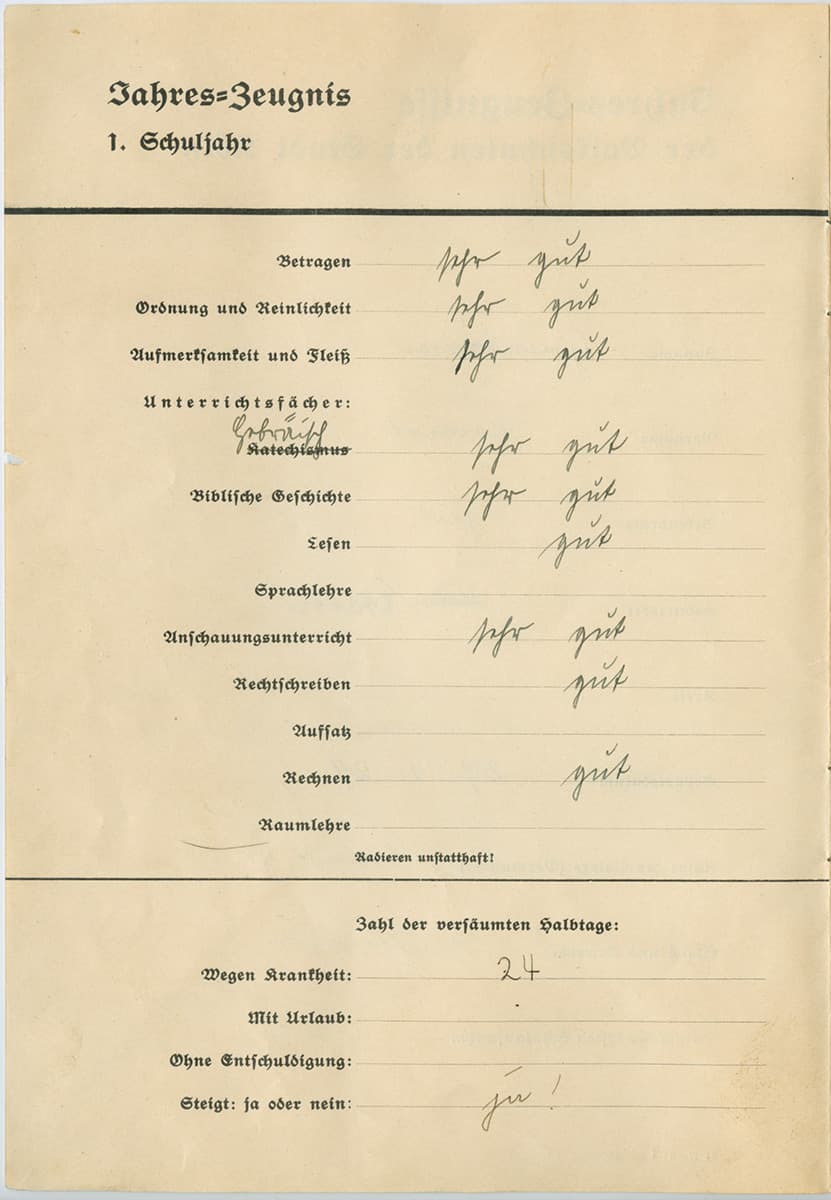 Jahres=Zeugnis
1. Schuljahr
Betragen sehr gut
Ordnung und Reinlichkeit sehr gut
Aufmerksamkeit und Fleiß sehr gut
Unterrichtsfächer:
Hebräisch
Katechismus sehr gut
Biblische Geschichte sehr gut
Lesen gut
Sprachlehre
Anschauungsunterricht sehr gut
Rechtschreiben gut
Aufsatz
Rechnen gut
Raumlehre
Radieren unstatthaft!
Zahl der versäumten Halbtage:
Wegen Krankheit: 24
Mit Urlaub:
Ohne Entschuldigung:
Steigt: ja oder nein: ja!